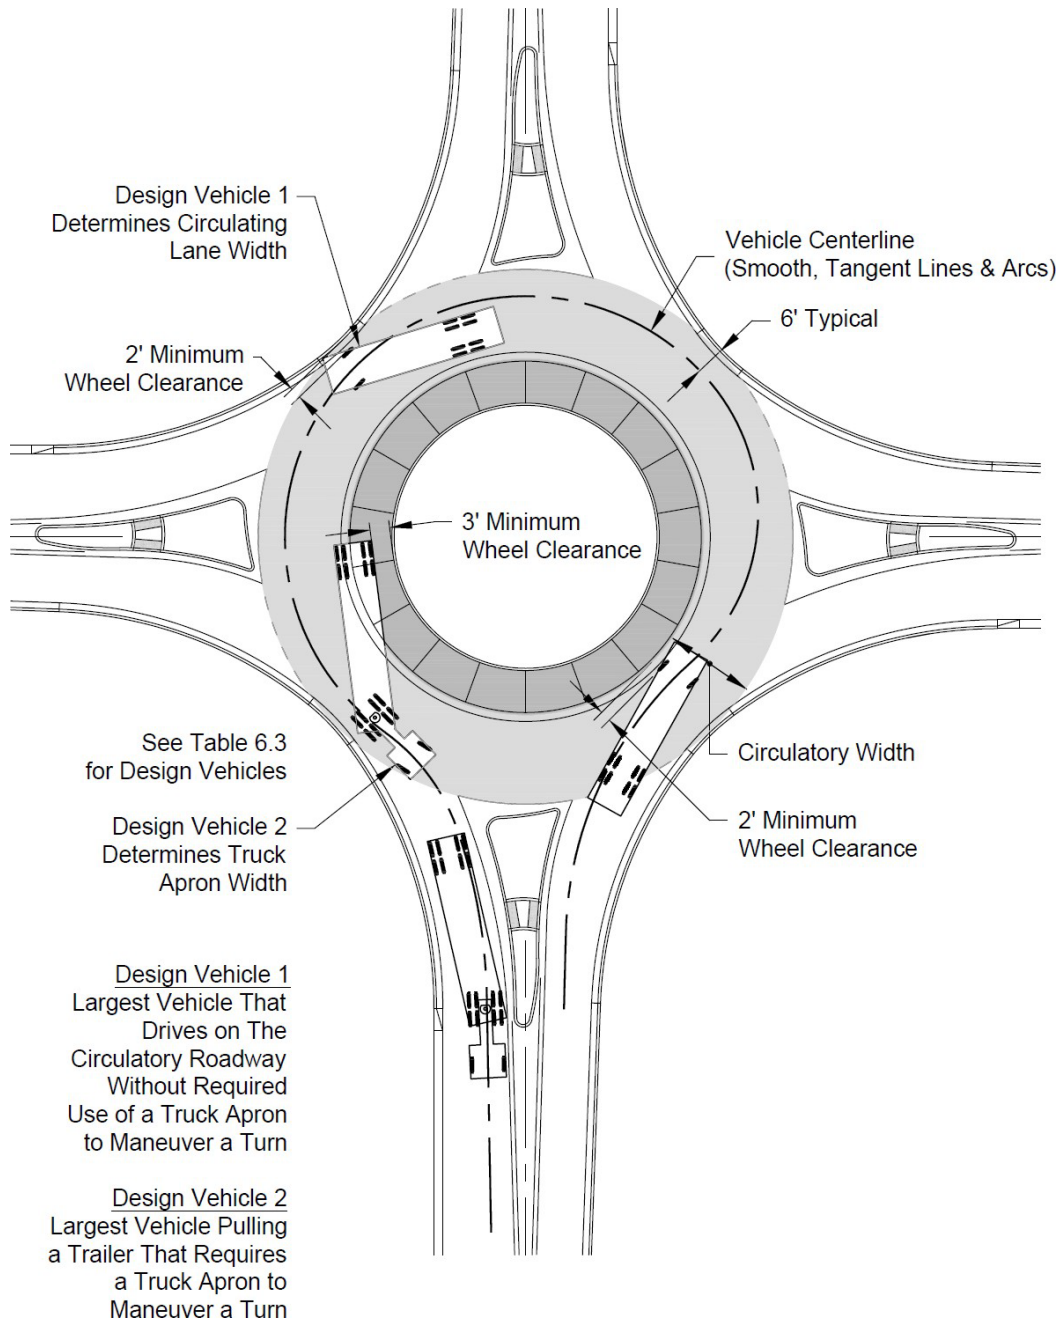 Design Vehicle 1
Determines Circulating
Lane Width
Vehicle Centerline
(Smooth, Tangent Lines & Arcs)
6' Typical
2' Minimum
Wheel Clearance
3' Minimum
Wheel Clearance
See Table 6.3
for Design Vehicles
Circulatory Width
Design Vehicle 2
Determines Truck
Apron Width
2' Minimum
Wheel Clearance
Design Vehicle 1
Largest Vehicle That
Drives on The
Circulatory Roadway
Without Required
Use of a Truck Apron
to Maneuver a Turn
Design Vehicle 2
Largest Vehicle Pulling
a Trailer That Requires
a Truck Apron to
Maneuver a Turn